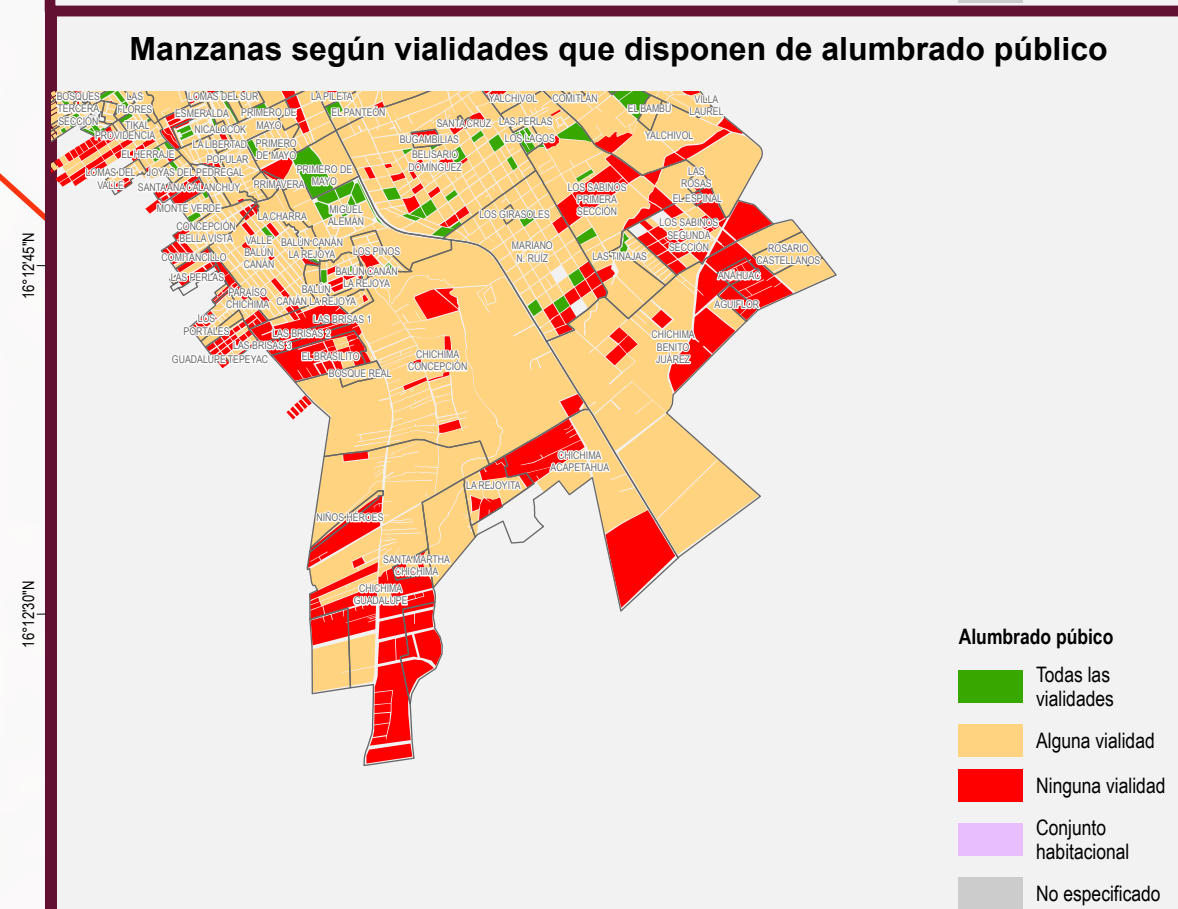 Manzanas según vialidades que disponen de alumbrado público
BOSQUES
TERCERA
SECCIÓN
LAS
FLORES
TIKAL
PROVIDENCIA
LOMAS DEL SUR
ESMERALDA
NICALOCOK
LA LIBERTAD
POPULAR
PRIMERO DE
MAYO
PRIMERO
DE MAYO
LA PILETA
EL PANTEÓN
EL HERRAJE
LOMAS DEL
VALLE
JOYAS DEL PEDREGAL
SANTA ANA CALANCHUY
PRIMAVERA
PRIMERO DE
MAYO
MIGUEL
ALEMÁN
BUGAMBILIAS
BELISARIO
DOMÍNGUEZ
SANTA CRUZ
LAS PERLAS
LOS LAGOS
YALCHIVOL
COMITLÁN
EL BAMBÚ
VILLA
LAUREL
YALCHIVOL
LAS
ROSAS
EL ESPINAL
LOS SABINOS
PRIMERA
SECCIÓN
LOS SABINOS
SEGUNDA
SECCIÓN
LOS GIRASOLES
MARIANO
N. RUÍZ
LAS TINAJAS
ROSARIO
CASTELLANOS
ANÁHUAC
AGUIFLOR
MONTE VERDE
CONCEPCIÓN
BELLA VISTA
LA CHARRA
VALLE
BALÚN
CANÁN
BALÚN CANÁN
LA REJOYA
LOS PINOS
BALÚN CANÁN
LA REJOYA
BALÚN
CANÁN LA REJOYA
COMITANCILLO
LAS PERLAS
PARAÍSO
CHICHIMA
LOS
PORTALES
LAS BRISAS 1
LAS BRISAS 2
LAS BRISAS 3
GUADALUPE TEPEYAC
EL BRASILITO
BOSQUE REAL
CHICHIMA
CONCEPCIÓN
CHICHIMA
BENITO
JUÁREZ
CHICHIMA
ACAPETAHUA
LA REJOYITA
NIÑOS HÉROES
SANTA MARTHA
CHICHIMA
CHICHIMA
GUADALUPE
16°12'45"N
16°12'30"N
Alumbrado púbico
Todas las
vialidades
Alguna vialidad
Ninguna vialidad
Conjunto
habitacional
No especificado